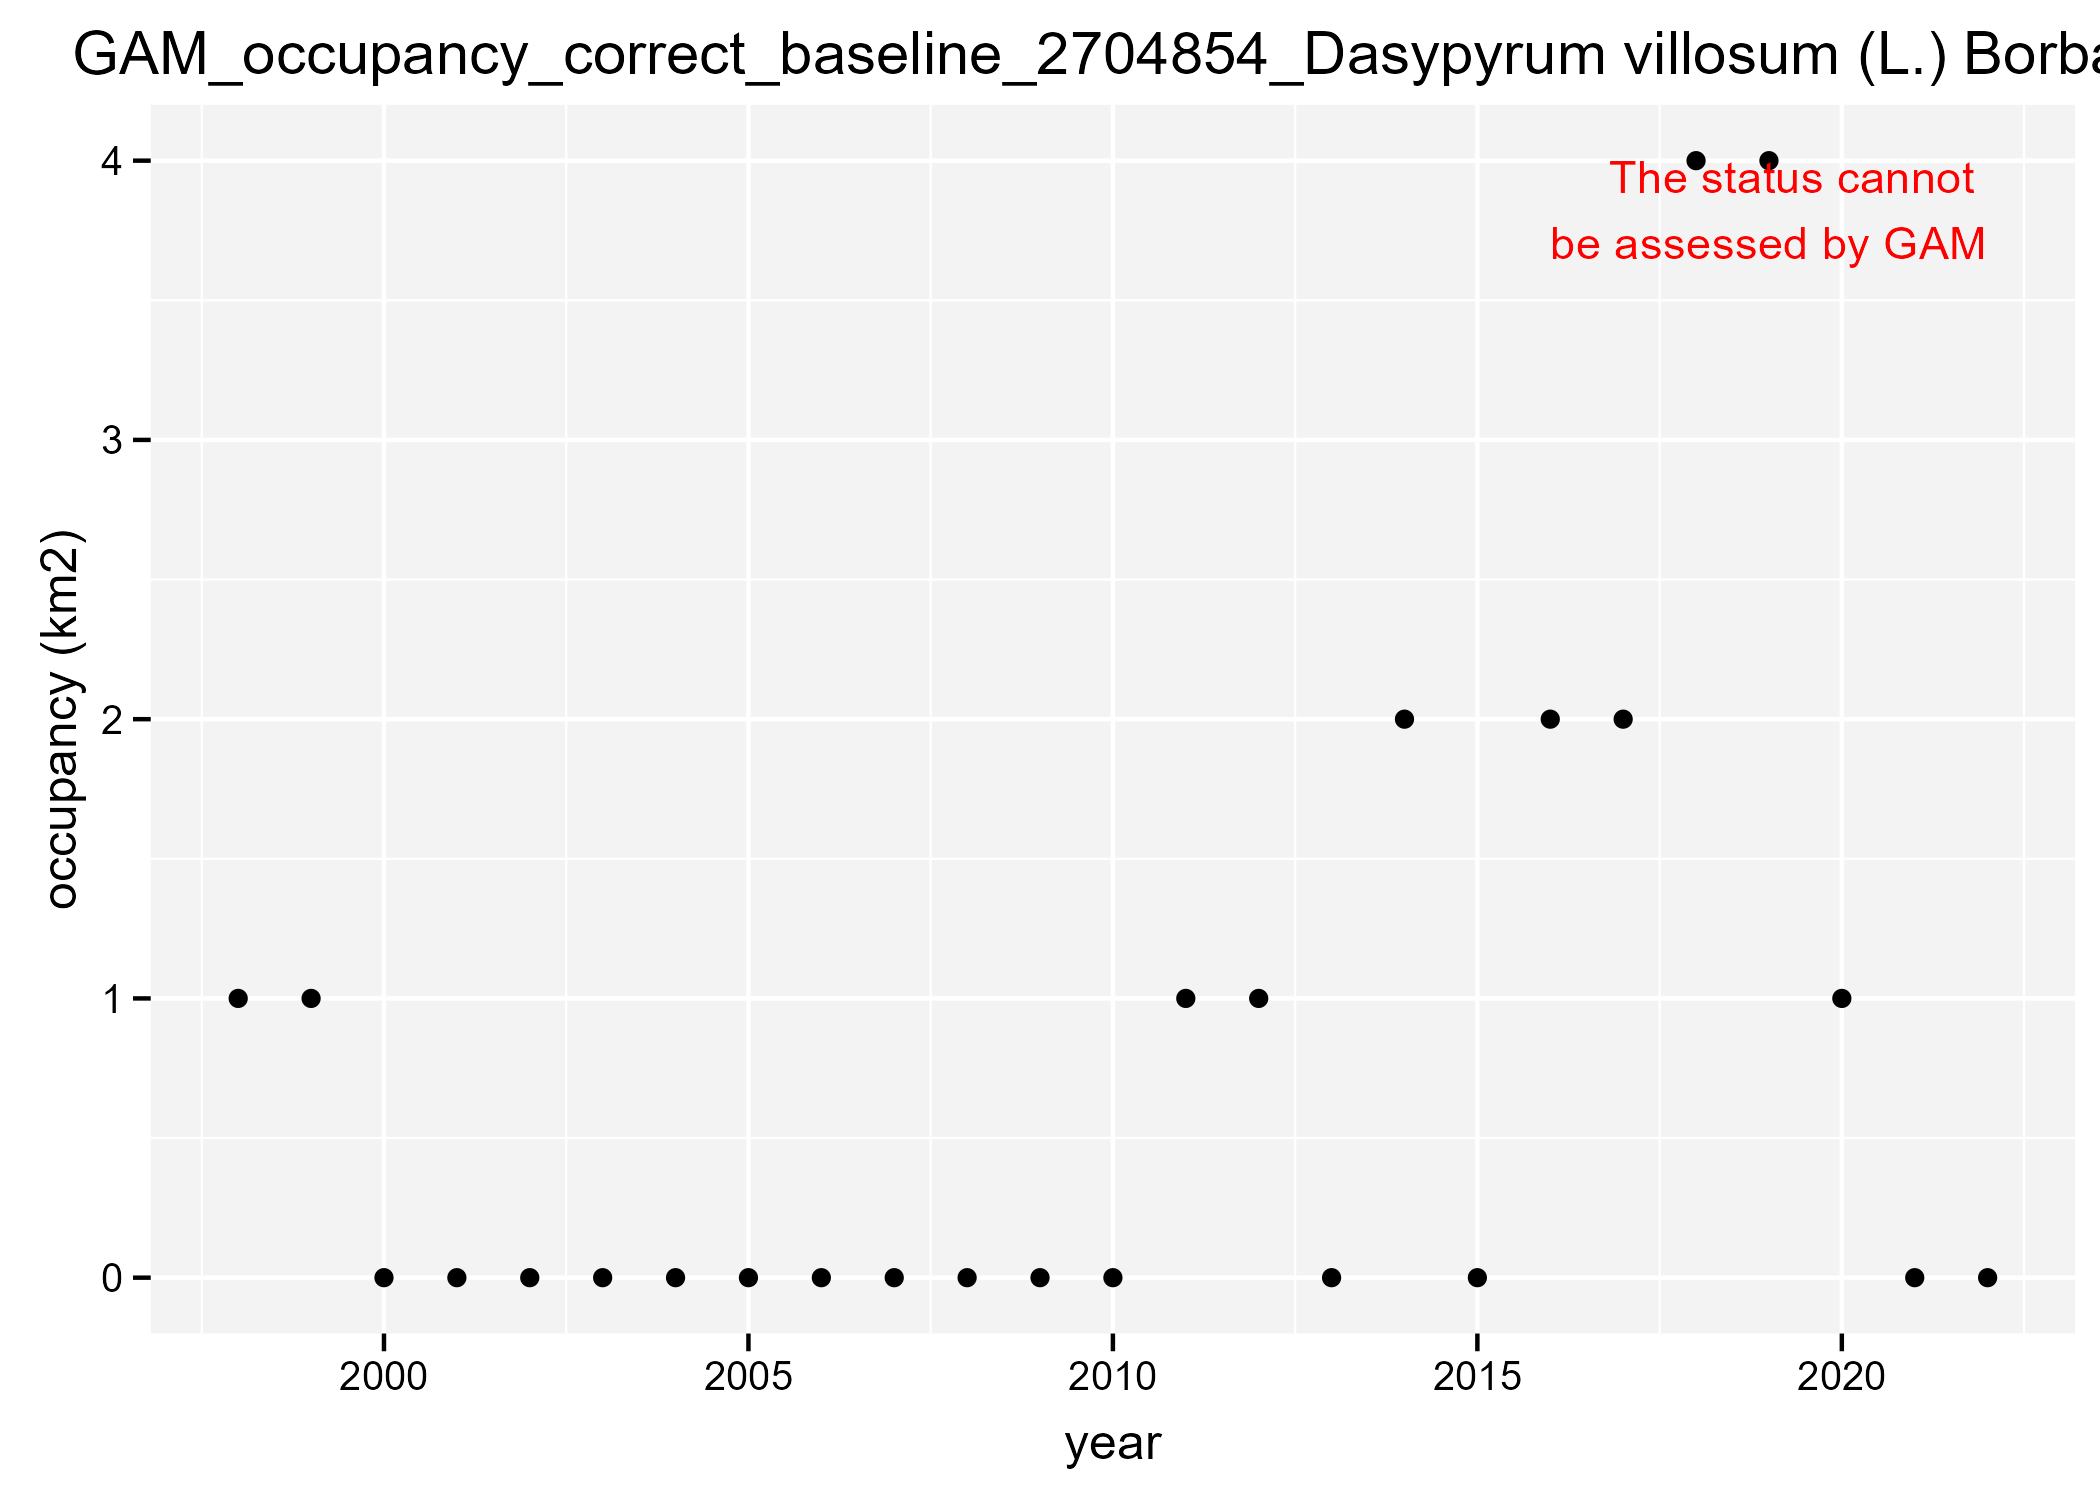 GAM_occupancy_correct_baseline_2704854_Dasypyrum villosum (L.) Borba
4
The status cannot
be assessed by GAM
3
occupancy (km2)
2
1
0
2000 2005 2010 2015 2020
year